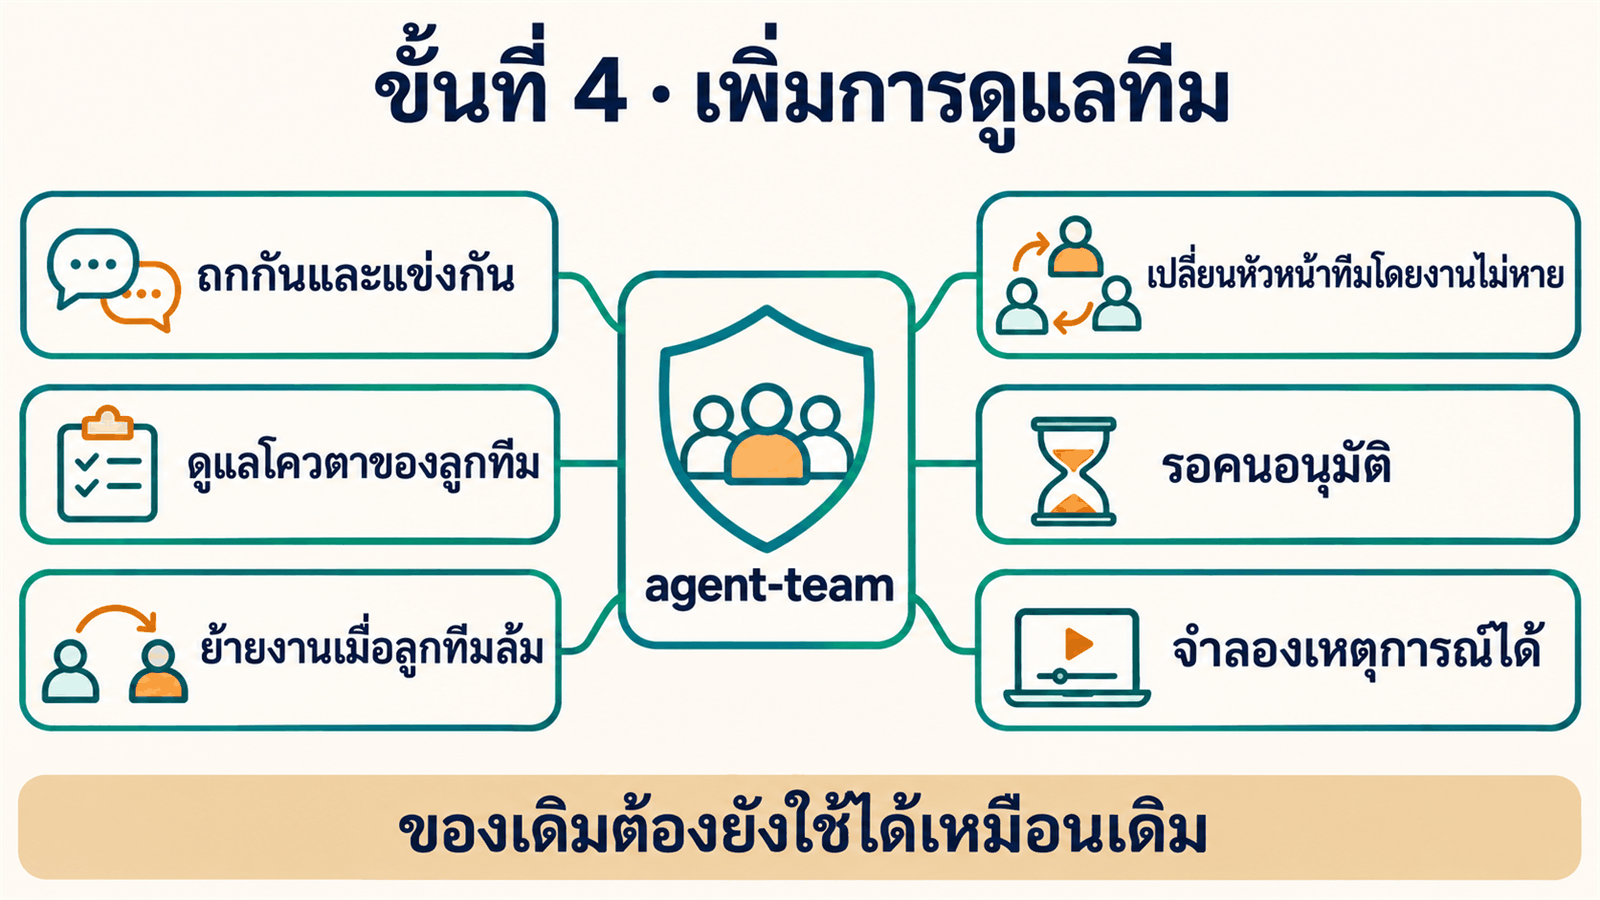 ขั้นที่ 4 · เพิ่มการดูแลทีม
ถกกันและแข่งกัน
ดูแลโควตาของลูกทีม
ย้ายงานเมื่อลูกทีมล้ม
agent-team
เปลี่ยนหัวหน้าทีมโดยงานไม่หาย
รอคนอนุมัติ
จำลองเหตุการณ์ได้
ของเดิมต้องยังใช้ได้เหมือนเดิม